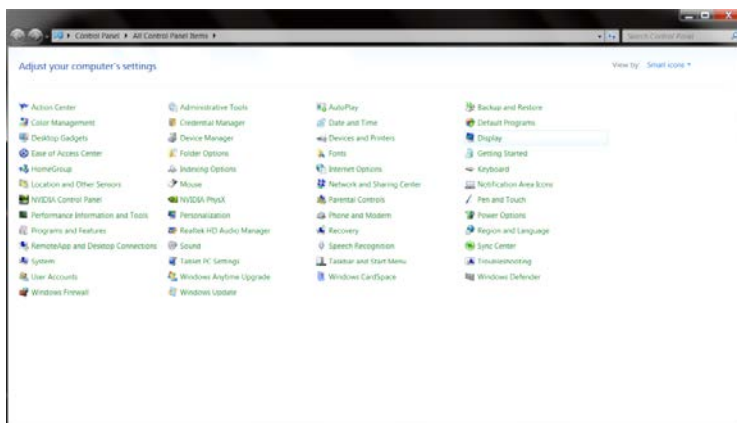 Control Panel All Control Panel Items
Search Control Panel
Adjust your computer's settings
View by: Small icons
Action Center Administrative Tools AutoPlay Backup and Restore
Color Management Credential Manager Date and Time Default Programs
Desktop Gadgets Device Manager Devices and Printers Display
Ease of Access Center Folder Options Fonts Getting Started
HomeGroup Indexing Options Internet Options Keyboard
Location and Other Sensors Mouse Network and Sharing Center Notification Area Icons
NVIDIA Control Panel NVIDIA PhysX Parental Controls Pen and Touch
Performance Information and Tools Personalization Phone and Modem Power Options
Programs and Features Realtek HD Audio Manager Recovery Region and Language
RemoteApp and Desktop Connections Sound Speech Recognition Sync Center
System Tablet PC Settings Taskbar and Start Menu Troubleshooting
User Accounts Windows Anytime Upgrade Windows CardSpace Windows Defender
Windows Firewall Windows Update